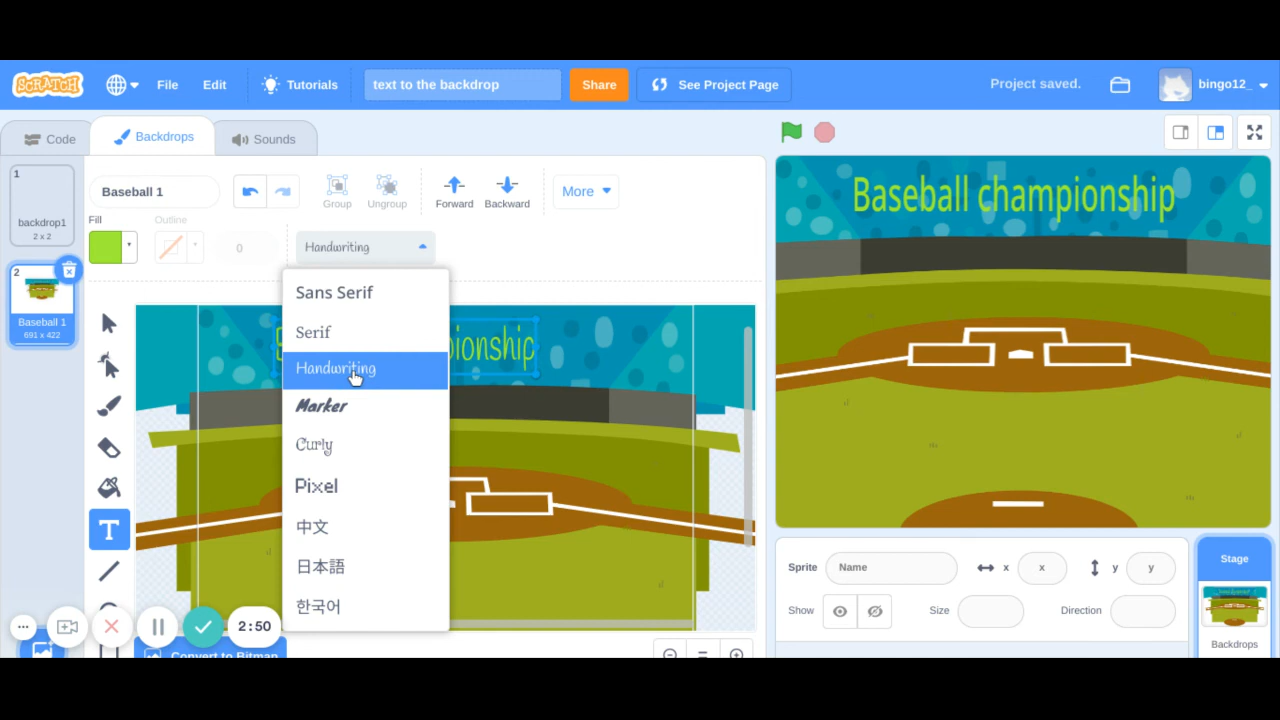 SCRATCH
File
Edit
Tutorials
text to the backdrop
Share
See Project Page
Project saved.
bingo12_
Code
Backdrops
Sounds
1
backdrop1
2 x 2
2
Baseball 1
691 x 422
Baseball 1
Group
Ungroup
Forward
Backward
More
Fill
Outline
0
Handwriting
Sans Serif
Serif
Handwriting
Marker
Curly
Pixel
中文
日本語
한국어
pionship
T
2:50
Convert to Bitmap
Baseball championship
Sprite
Name
x
x
y
y
Show
Size
Direction
Stage
Backdrops